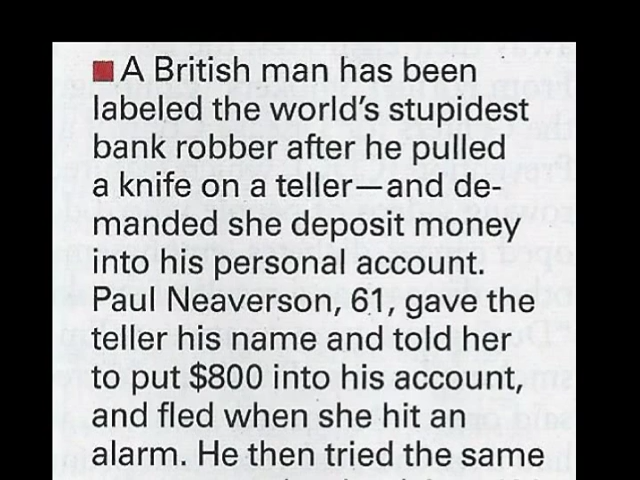 A British man has been
labeled the world's stupidest
bank robber after he pulled
a knife on a teller—and de-
manded she deposit money
into his personal account.
Paul Neaverson, 61, gave the
teller his name and told her
to put $800 into his account,
and fled when she hit an
alarm. He then tried the same